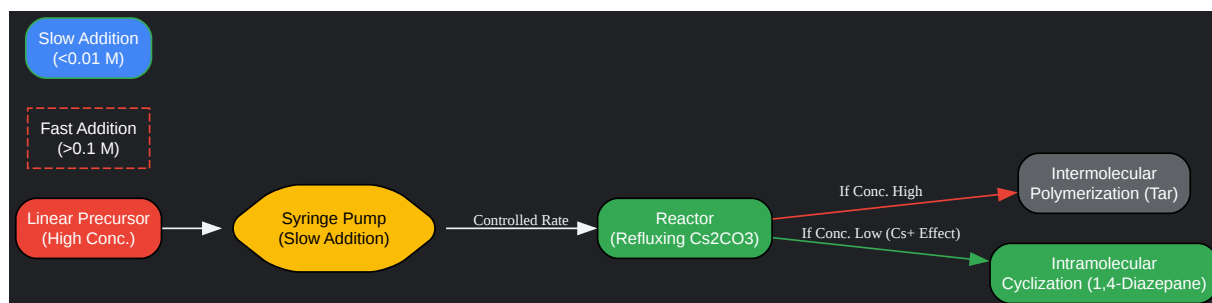 Slow Addition
(<0.01 M)
Fast Addition
(>0.1 M)
Linear Precursor
(High Conc.)
Syringe Pump
(Slow Addition)
Controlled Rate
Reactor
(Refluxing Cs2CO3)
If Conc. High
If Conc. Low (Cs+ Effect)
Intermolecular
Polymerization (Tar)
Intramolecular
Cyclization (1,4-Diazepane)